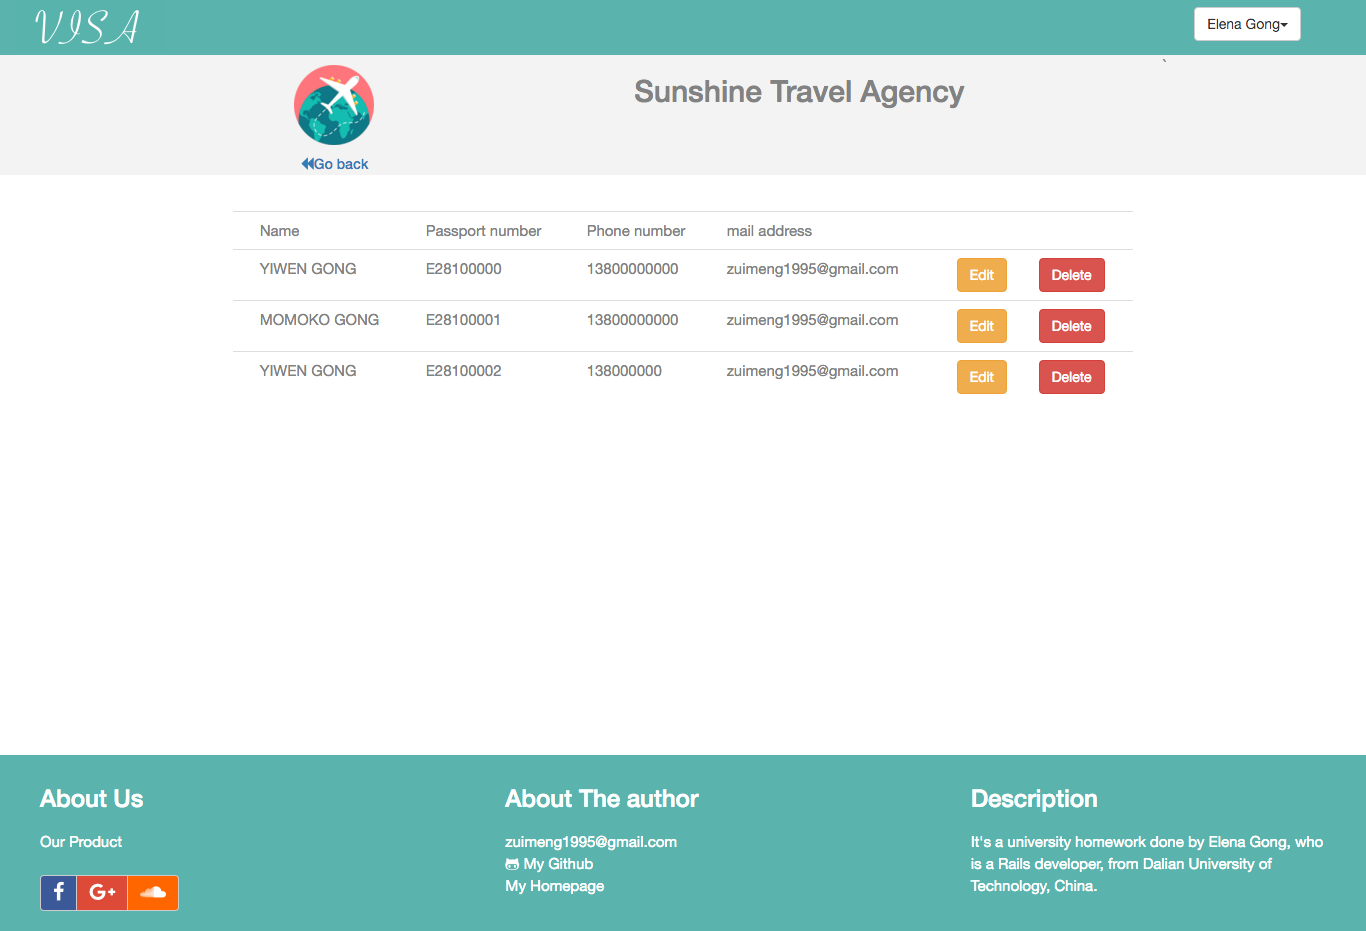 VISA
Elena Gong
`
Sunshine Travel Agency
Go back
Name Passport number Phone number mail address
YIWEN GONG E28100000 13800000000 zuimeng1995@gmail.com Edit Delete
MOMOKO GONG E28100001 13800000000 zuimeng1995@gmail.com Edit Delete
YIWEN GONG E28100002 138000000 zuimeng1995@gmail.com Edit Delete
About Us
Our Product
f G+
About The author
zuimeng1995@gmail.com
My Github
My Homepage
Description
It's a university homework done by Elena Gong, who
is a Rails developer, from Dalian University of
Technology, China.